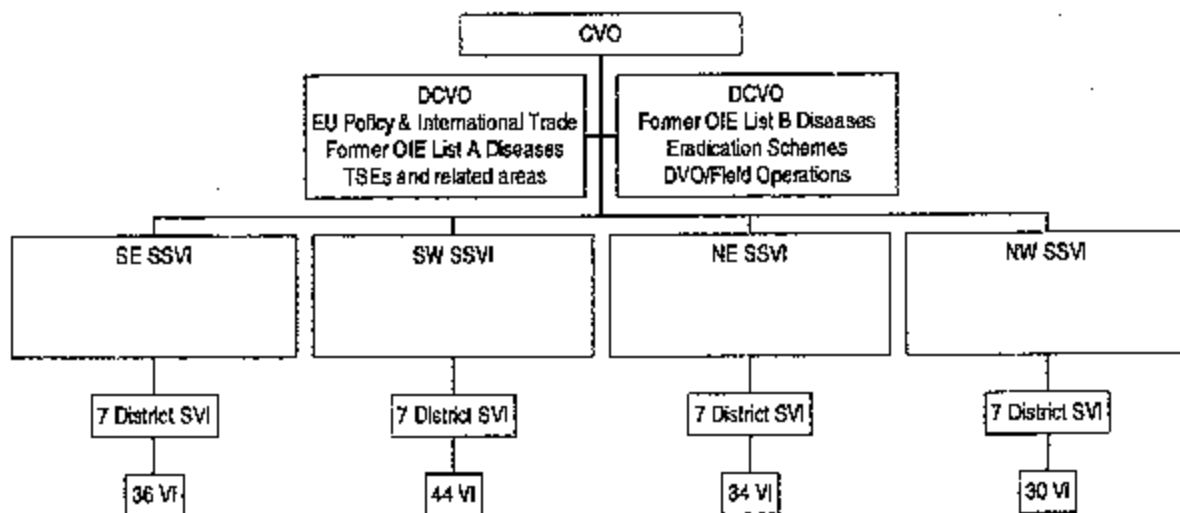 CVO
DCVO
EU Policy & International Trade
Former OIE List A Diseases
TSEs and related areas
DCVO
Former OIE List B Diseases
Eradication Schemes
DVO/Field Operations
SE SSVI
SW SSVI
NE SSVI
NW SSVI
7 District SVI
7 District SVI
7 District SVI
7 District SVI
36 VI
44 VI
34 VI
30 VI